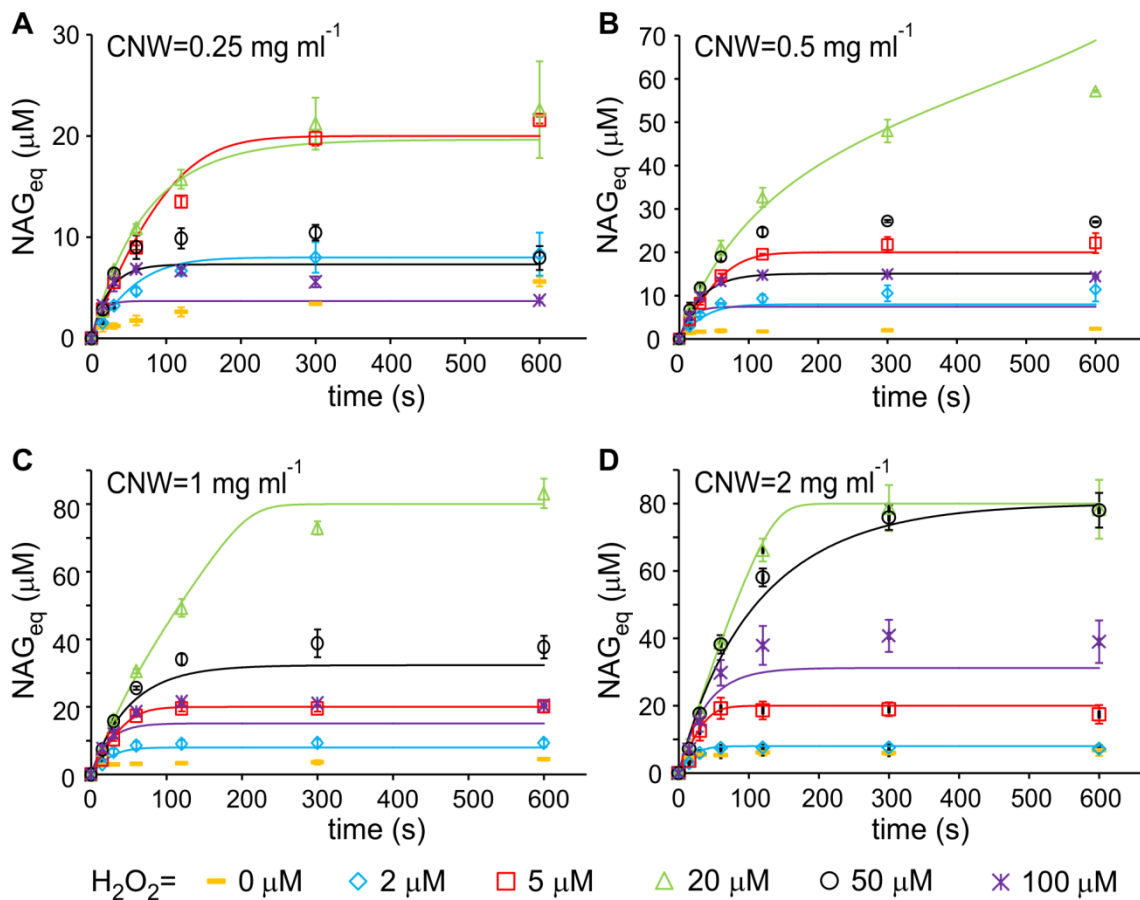 A
CNW=0.25 mg ml⁻¹
30
20
10
0
NAGeq (μM)
0 100 200 300 400 500 600
time (s)
B
CNW=0.5 mg ml⁻¹
70
60
50
40
30
20
10
0
NAGeq (μM)
0 100 200 300 400 500 600
time (s)
C
CNW=1 mg ml⁻¹
80
60
40
20
0
NAGeq (μM)
0 100 200 300 400 500 600
time (s)
D
CNW=2 mg ml⁻¹
80
60
40
20
0
NAGeq (μM)
0 100 200 300 400 500 600
time (s)
H₂O₂= 0 μM 2 μM 5 μM 20 μM 50 μM 100 μM